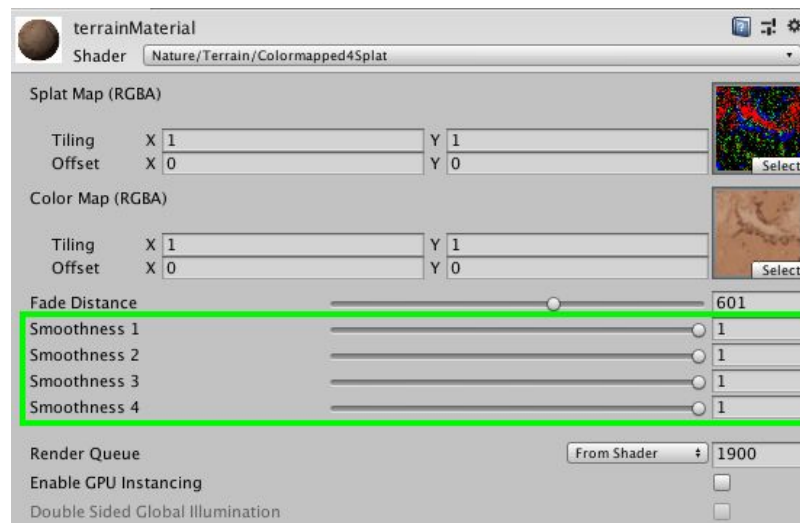 terrainMaterial
Shader Nature/Terrain/Colormapped4Splat
Splat Map (RGBA)
Tiling X 1 Y 1
Offset X 0 Y 0
Select
Color Map (RGBA)
Tiling X 1 Y 1
Offset X 0 Y 0
Select
Fade Distance 601
Smoothness 1 1
Smoothness 2 1
Smoothness 3 1
Smoothness 4 1
Render Queue From Shader 1900
Enable GPU Instancing
Double Sided Global Illumination